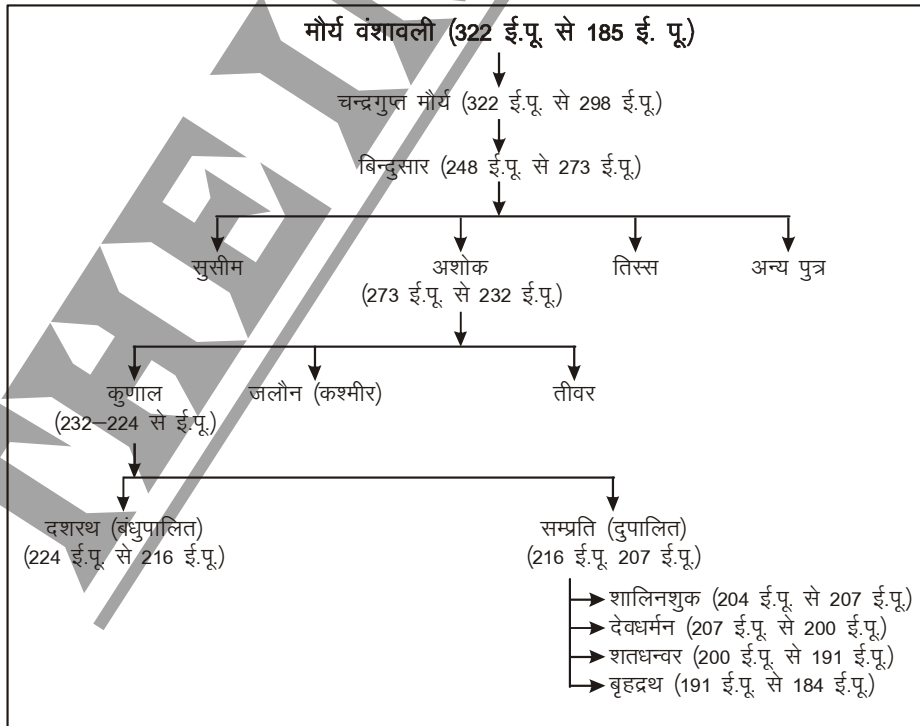 मौर्य वंशावली (322 ई.पू. से 185 ई. पू.)
चन्द्रगुप्त मौर्य (322 ई.पू. से 298 ई.पू.)
बिन्दुसार (248 ई.पू. से 273 ई.पू.)
सुसीम अशोक तिस्स अन्य पुत्र
(273 ई.पू. से 232 ई.पू.)
कुणाल जलौन (कश्मीर) तीवर
(232–224 से ई.पू.)
दशरथ (बंधुपालित) सम्प्रति (दुपालित)
(224 ई.पू. से 216 ई.पू.) (216 ई.पू. 207 ई.पू.)
शालिनशुक (204 ई.पू. से 207 ई.पू.)
देवधर्मन (207 ई.पू. से 200 ई.पू.)
शतधन्वर (200 ई.पू. से 191 ई.पू.)
बृहद्रथ (191 ई.पू. से 184 ई.पू.)